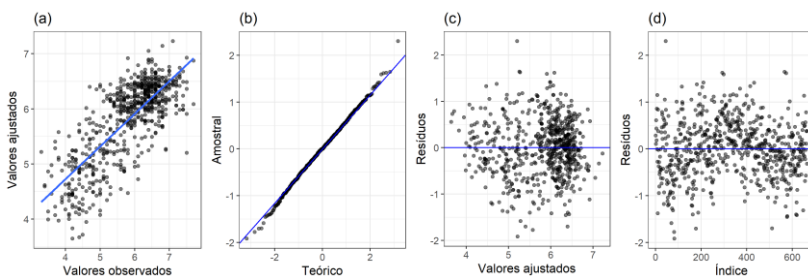 (a)
Valores ajustados
7
6
5
4
4 5 6 7
Valores observados
(b)
Amostral
2
1
0
-1
-2
-2 0 2
Teórico
(c)
Resíduos
2
1
0
-1
-2
4 5 6 7
Valores ajustados
(d)
Resíduos
2
1
0
-1
-2
0 200 400 600
Índice